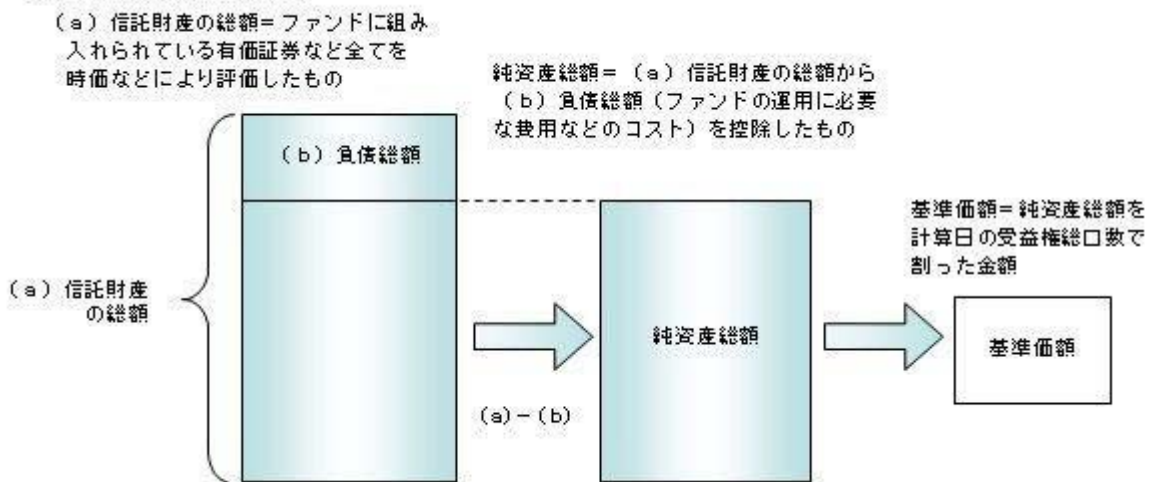 (a)信託財産の総額=ファンドに組み
入れられている有価証券など全てを
時価などにより評価したもの
純資産総額=(a)信託財産の総額から
(b)負債総額(ファンドの運用に必要
な費用などのコスト)を控除したもの
(b)負債総額
基準価額=純資産総額を
計算日の受益権総口数で
割った金額
(a)信託財産
の総額
純資産総額
基準価額
(a)-(b)